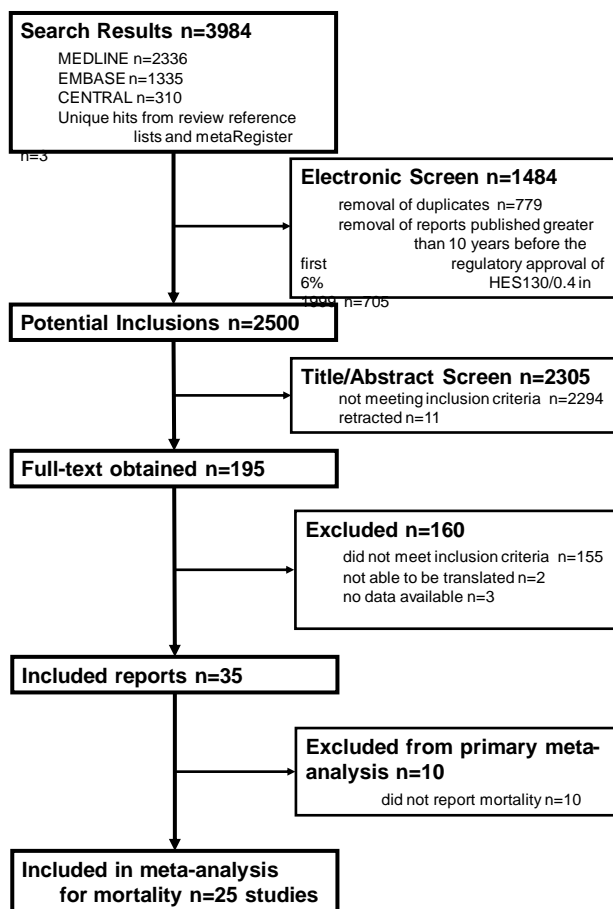 Search Results n=3984
MEDLINE n=2336
EMBASE n=1335
CENTRAL n=310
Unique hits from review reference
lists and metaRegister
n=3
Electronic Screen n=1484
removal of duplicates n=779
removal of reports published greater
than 10 years before the
first regulatory approval of
6% HES130/0.4 in
1999 n=705
Potential Inclusions n=2500
Title/Abstract Screen n=2305
not meeting inclusion criteria n=2294
retracted n=11
Full-text obtained n=195
Excluded n=160
did not meet inclusion criteria n=155
not able to be translated n=2
no data available n=3
Included reports n=35
Excluded from primary meta-
analysis n=10
did not report mortality n=10
Included in meta-analysis
for mortality n=25 studies